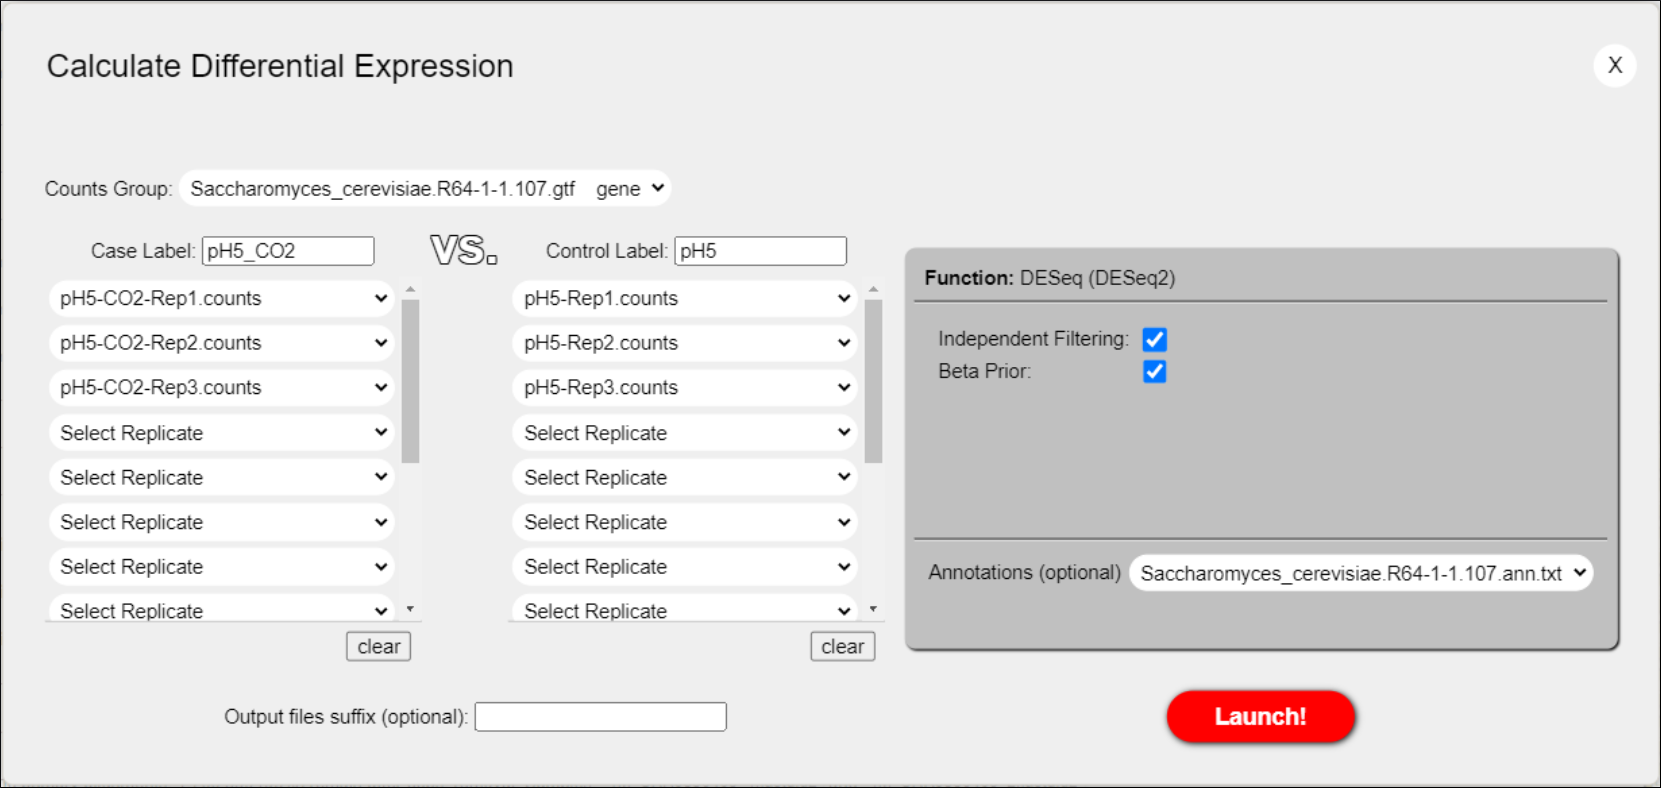 Calculate Differential Expression
X
Counts Group: Saccharomyces_cerevisiae.R64-1-1.107.gtf gene
Case Label: pH5_CO2
VS.
Control Label: pH5
pH5-CO2-Rep1.counts
pH5-CO2-Rep2.counts
pH5-CO2-Rep3.counts
Select Replicate
Select Replicate
Select Replicate
Select Replicate
Select Replicate
clear
pH5-Rep1.counts
pH5-Rep2.counts
pH5-Rep3.counts
Select Replicate
Select Replicate
Select Replicate
Select Replicate
Select Replicate
clear
Function: DESeq (DESeq2)
Independent Filtering:
Beta Prior:
Annotations (optional) Saccharomyces_cerevisiae.R64-1-1.107.ann.txt
Output files suffix (optional):
Launch!